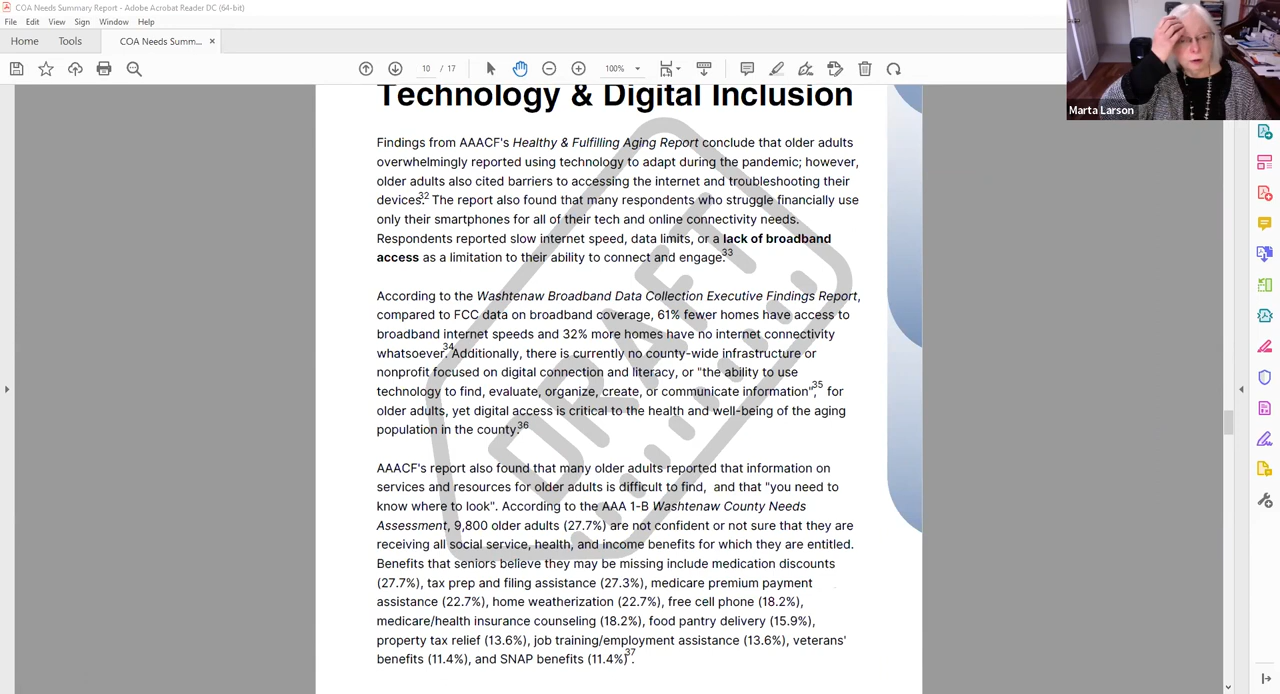 COA Needs Summary Report - Adobe Acrobat Reader DC (64-bit)
File Edit View Sign Window Help
Home Tools COA Needs Summ... ×
10 / 17 100%
Marta Larson
Technology & Digital Inclusion
Findings from AAACF's Healthy & Fulfilling Aging Report conclude that older adults
overwhelmingly reported using technology to adapt during the pandemic; however,
older adults also cited barriers to accessing the internet and troubleshooting their
devices.32 The report also found that many respondents who struggle financially use
only their smartphones for all of their tech and online connectivity needs.
Respondents reported slow internet speed, data limits, or a lack of broadband
access as a limitation to their ability to connect and engage.33
According to the Washtenaw Broadband Data Collection Executive Findings Report,
compared to FCC data on broadband coverage, 61% fewer homes have access to
broadband internet speeds and 32% more homes have no internet connectivity
whatsoever.34 Additionally, there is currently no county-wide infrastructure or
nonprofit focused on digital connection and literacy, or "the ability to use
technology to find, evaluate, organize, create, or communicate information",35 for
older adults, yet digital access is critical to the health and well-being of the aging
population in the county.36
AAACF's report also found that many older adults reported that information on
services and resources for older adults is difficult to find, and that "you need to
know where to look". According to the AAA 1-B Washtenaw County Needs
Assessment, 9,800 older adults (27.7%) are not confident or not sure that they are
receiving all social service, health, and income benefits for which they are entitled.
Benefits that seniors believe they may be missing include medication discounts
(27.7%), tax prep and filing assistance (27.3%), medicare premium payment
assistance (22.7%), home weatherization (22.7%), free cell phone (18.2%),
medicare/health insurance counseling (18.2%), food pantry delivery (15.9%),
property tax relief (13.6%), job training/employment assistance (13.6%), veterans'
benefits (11.4%), and SNAP benefits (11.4%)37.
DRAFT